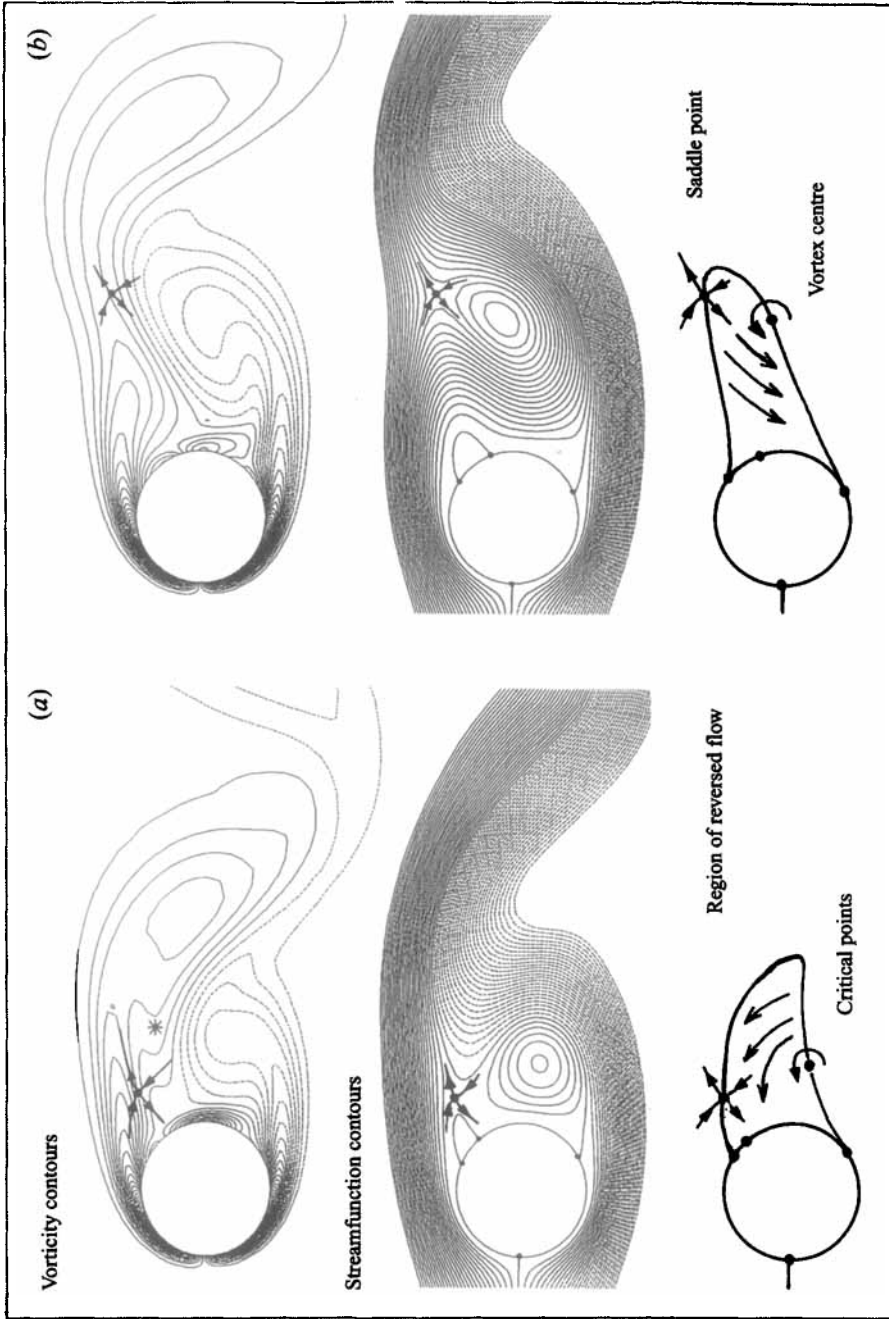 (a)
Vorticity contours
Streamfunction contours
Region of reversed flow
Critical points
(b)
Saddle point
Vortex centre